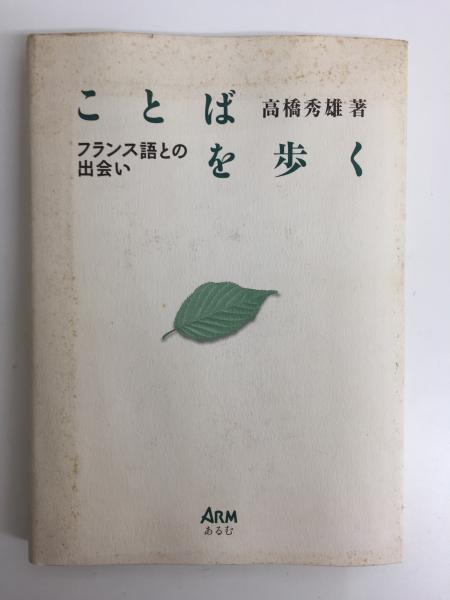 ことば
を歩く
高橋秀雄 著
フランス語との
出会い
ARM
あるむ